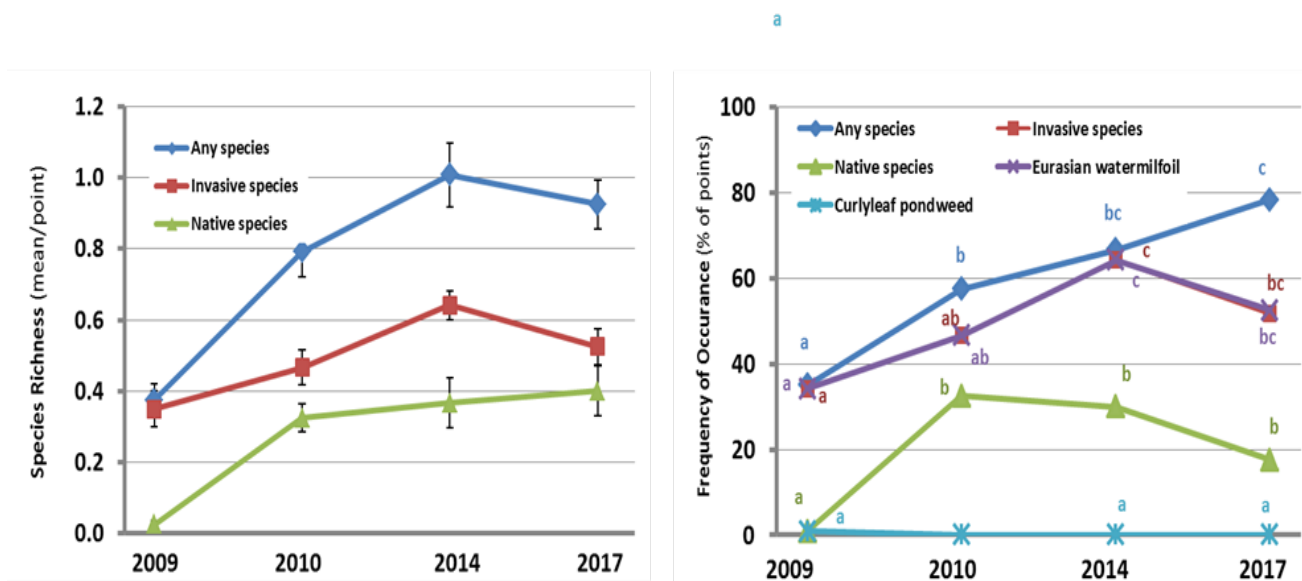 a
Species Richness (mean/point)
1.2
1.0
0.8
0.6
0.4
0.2
0.0
Any species
Invasive species
Native species
2009 2010 2014 2017
Frequency of Occurance (% of points)
100
80
60
40
20
0
Any species Invasive species
Native species Eurasian watermilfoil
Curlyleaf pondweed
c
bc
b
c
c
bc
a
ab
bc
ab
a
a
b
b
b
a
a
a
a
2009 2010 2014 2017